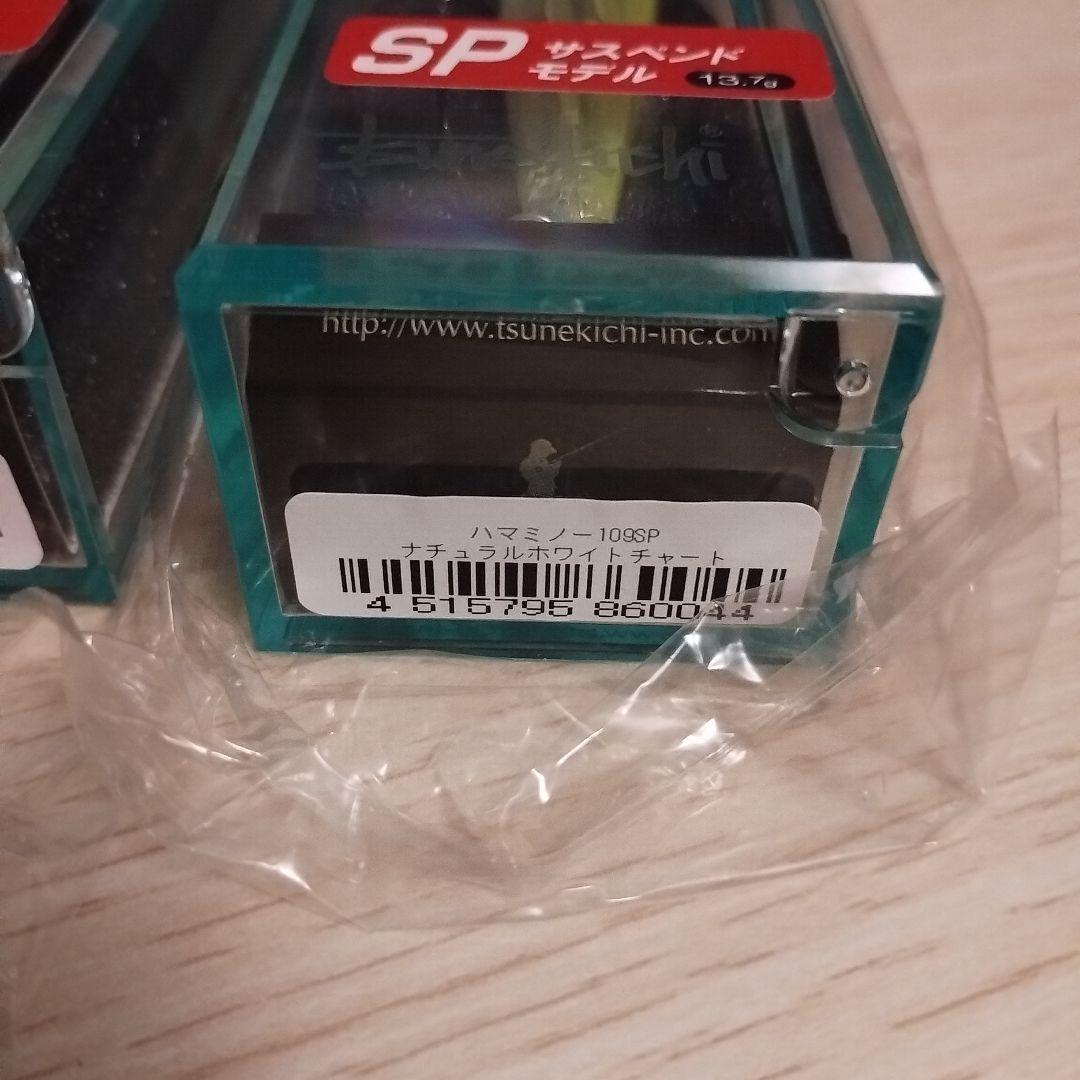 SP サスペンド
モデル 13.7g
tsunekichi
http://www.tsunekichi-inc.com
ハマミノー109SP
ナチュラルホワイトチャート
4 515795 860044